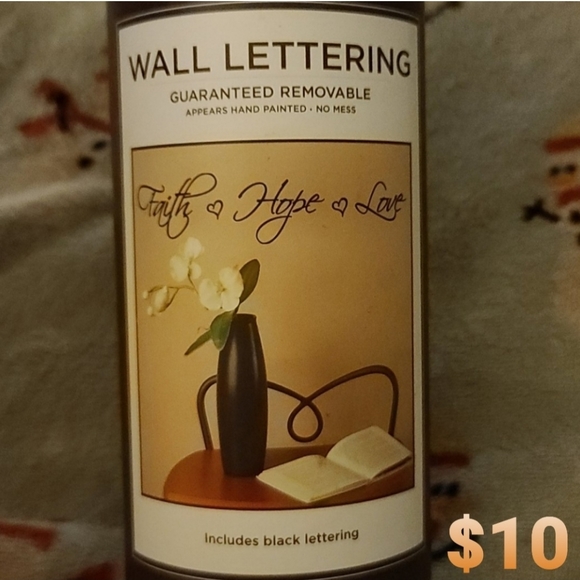 WALL LETTERING
GUARANTEED REMOVABLE
APPEARS HAND PAINTED • NO MESS
Faith ♡ Hope ♡ Love
Includes black lettering
$10